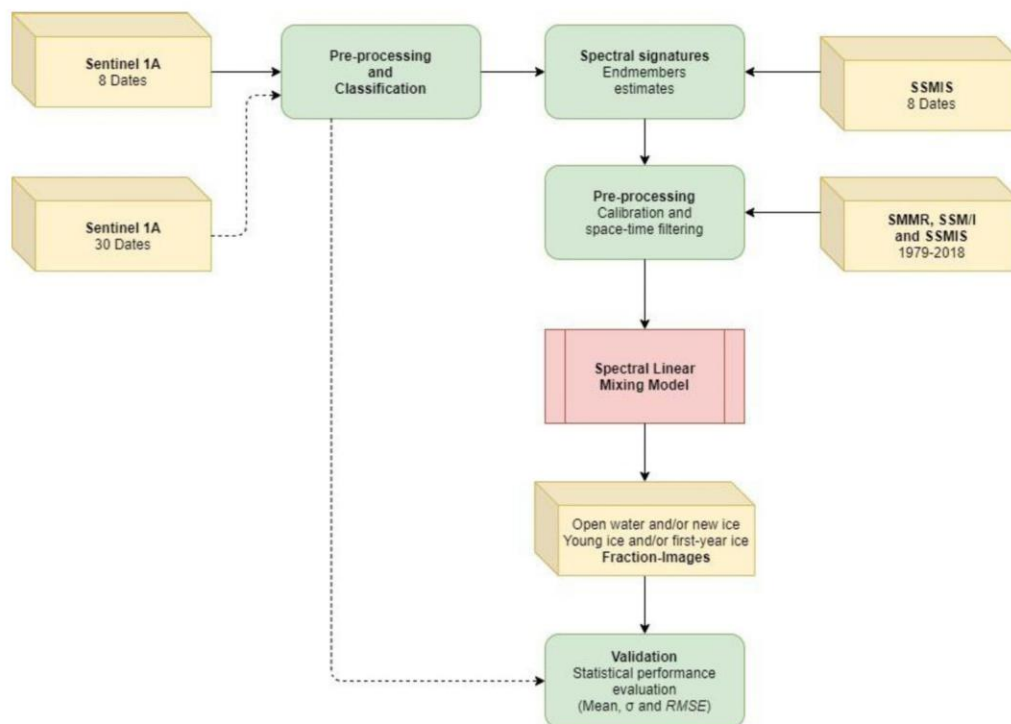 Sentinel 1A
8 Dates
Pre-processing
and
Classification
Spectral signatures
Endmembers
estimates
SSMIS
8 Dates
Sentinel 1A
30 Dates
Pre-processing
Calibration and
space-time filtering
SMMR, SSM/I
and SSMIS
1979-2018
Spectral Linear
Mixing Model
Open water and/or new ice
Young ice and/or first-year ice
Fraction-Images
Validation
Statistical performance
evaluation
(Mean, σ and RMSE)